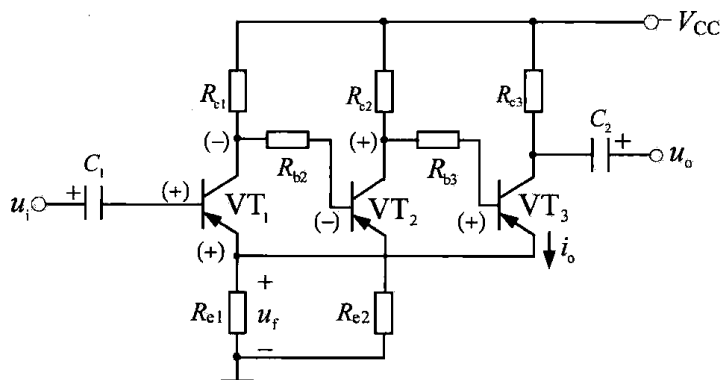 − V_CC
R_c1
R_c2
R_c3
C_2
+
(−)
(+)
u_o
C_1
R_b2
R_b3
+
(+)
VT_1
VT_2
VT_3
u_i
(−)
(+)
(+)
i_o
+
R_e1
u_f
R_e2
−